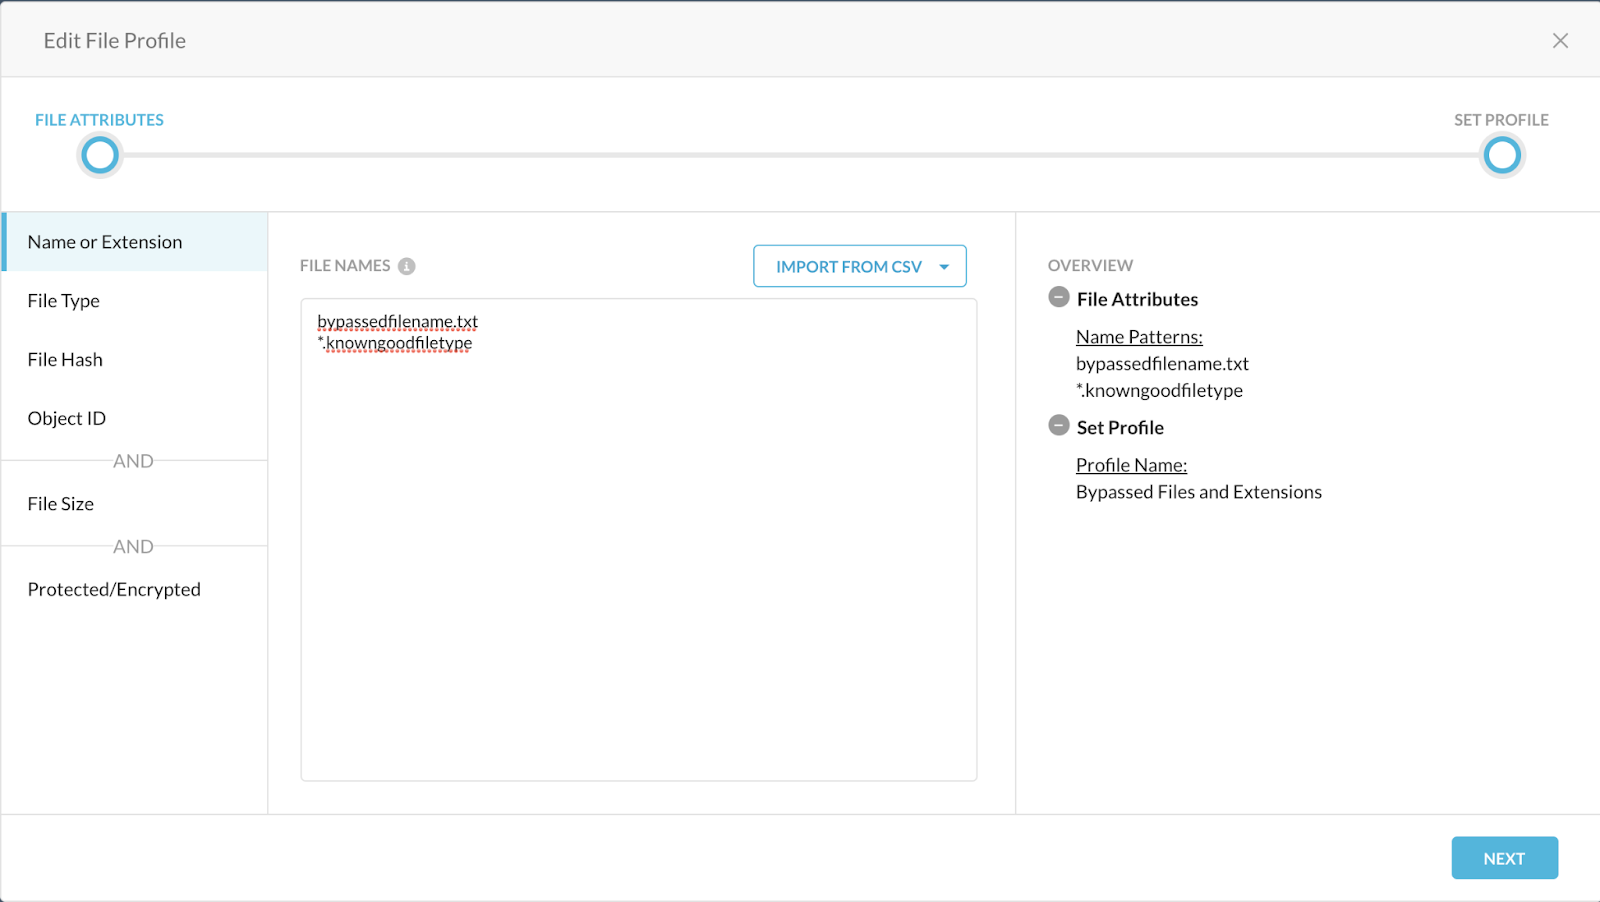 Edit File Profile
FILE ATTRIBUTES
SET PROFILE
Name or Extension
File Type
File Hash
Object ID
AND
File Size
AND
Protected/Encrypted
FILE NAMES
IMPORT FROM CSV
bypassedfilename.txt
*.knowngoodfiletype
OVERVIEW
File Attributes
Name Patterns:
bypassedfilename.txt
*.knowngoodfiletype
Set Profile
Profile Name:
Bypassed Files and Extensions
NEXT